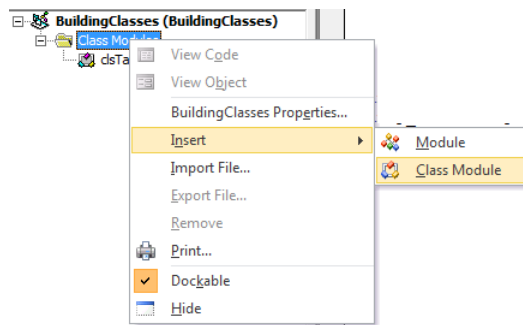 BuildingClasses (BuildingClasses)
Class Modules
clsTa
View Code
View Object
BuildingClasses Properties...
Insert
Module
Import File...
Class Module
Export File...
Remove
Print...
Dockable
Hide